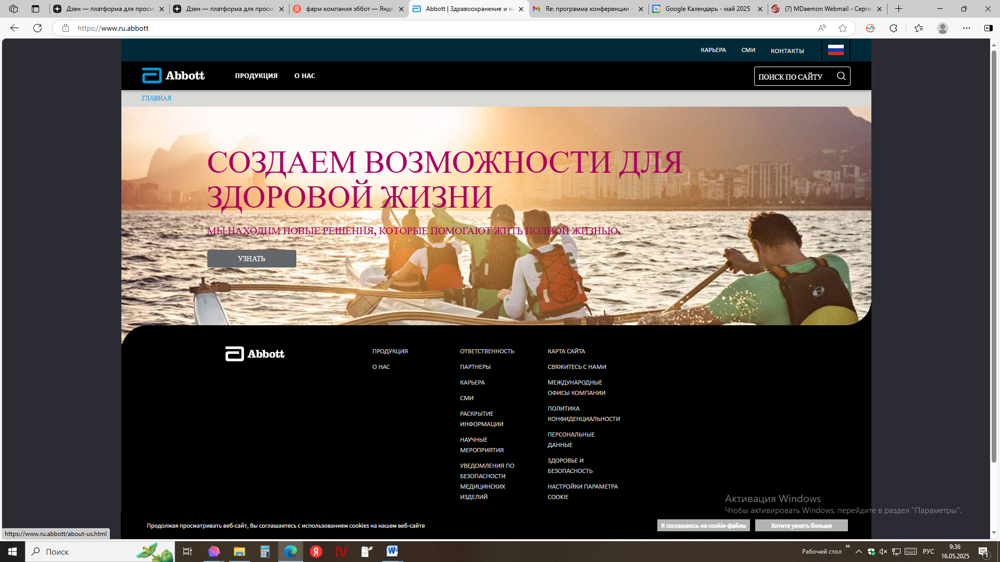 Дзен — платформа для просм
Дзен — платформа для просм
фарм компания эббот — Янде
Abbott | Здравоохранение и на
Re: программа конференции -
Google Календарь - май 2025
(7) MDaemon Webmail - Серге
https://www.ru.abbott
КАРЬЕРА
СМИ
КОНТАКТЫ
Abbott
ПРОДУКЦИЯ
О НАС
ПОИСК ПО САЙТУ
ГЛАВНАЯ
СОЗДАЕМ ВОЗМОЖНОСТИ ДЛЯ
ЗДОРОВОЙ ЖИЗНИ
МЫ НАХОДИМ НОВЫЕ РЕШЕНИЯ, КОТОРЫЕ ПОМОГАЮТ ЖИТЬ ПОЛНОЙ ЖИЗНЬЮ.
УЗНАТЬ
Abbott
ПРОДУКЦИЯ
О НАС
ОТВЕТСТВЕННОСТЬ
ПАРТНЕРЫ
КАРЬЕРА
СМИ
РАСКРЫТИЕ
ИНФОРМАЦИИ
НАУЧНЫЕ
МЕРОПРИЯТИЯ
УВЕДОМЛЕНИЯ ПО
БЕЗОПАСНОСТИ
МЕДИЦИНСКИХ
ИЗДЕЛИЙ
КАРТА САЙТА
СВЯЖИТЕСЬ С НАМИ
МЕЖДУНАРОДНЫЕ
ОФИСЫ КОМПАНИИ
ПОЛИТИКА
КОНФИДЕНЦИАЛЬНОСТИ
ПЕРСОНАЛЬНЫЕ
ДАННЫЕ
ЗДОРОВЬЕ И
БЕЗОПАСНОСТЬ
НАСТРОЙКИ ПАРАМЕТРА
COOKIE
Активация Windows
Чтобы активировать Windows, перейдите в раздел "Параметры".
Продолжая просматривать веб-сайт, Вы соглашаетесь с использованием cookies на нашем веб-сайте
Я соглашаюсь на cookie-файлы
Хотите узнать больше
https://www.ru.abbott/about-us.html
Поиск
Рабочий стол
РУС
9:36
16.05.2025
1